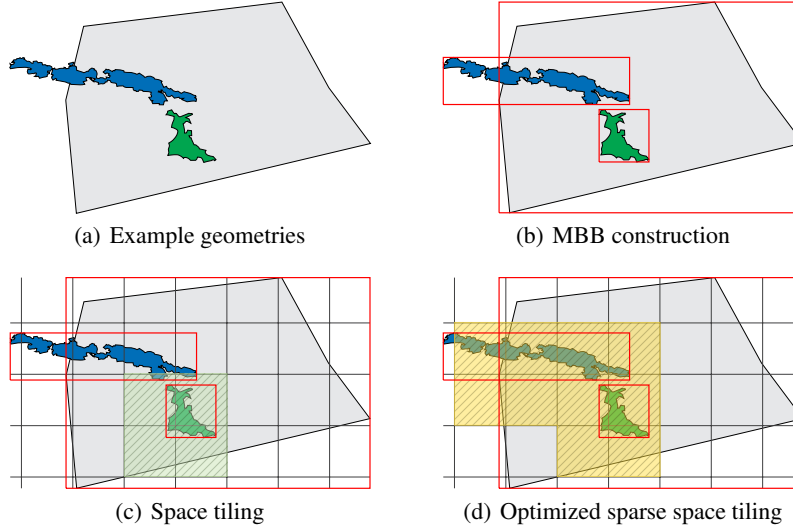 (a) Example geometries
(b) MBB construction
(c) Space tiling
(d) Optimized sparse space tiling